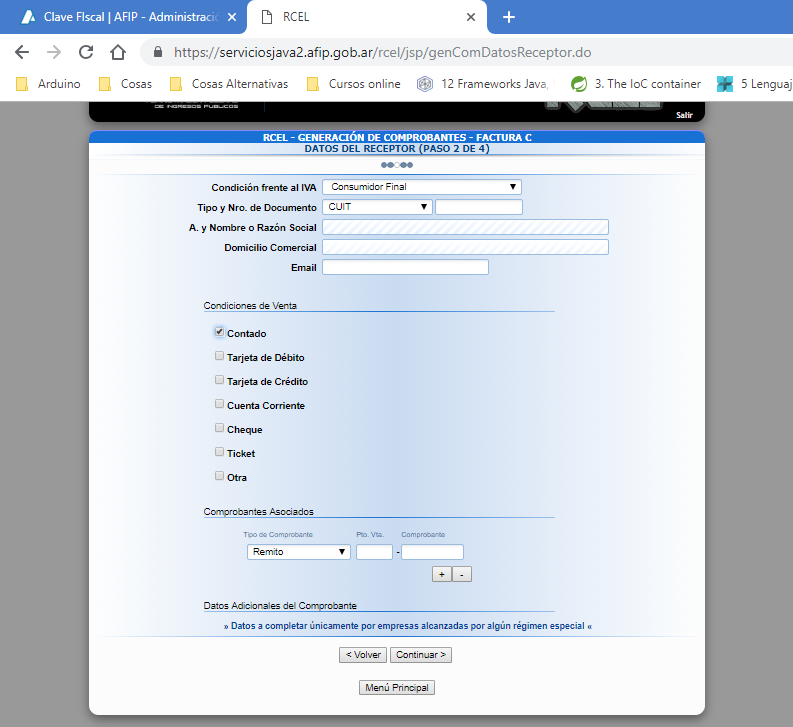 Clave FIscal | AFIP - Administració
RCEL
https://serviciosjava2.afip.gob.ar/rcel/jsp/genComDatosReceptor.do
Arduino
Cosas
Cosas Alternativas
Cursos online
12 Frameworks Java,
3. The IoC container
5 Lenguaj
DE INGRESOS PUBLICOS
Salir
RCEL - GENERACIÓN DE COMPROBANTES - FACTURA C
DATOS DEL RECEPTOR (PASO 2 DE 4)
Condición frente al IVA Consumidor Final
Tipo y Nro. de Documento CUIT
A. y Nombre o Razón Social
Domicilio Comercial
Email
Condiciones de Venta
Contado
Tarjeta de Débito
Tarjeta de Crédito
Cuenta Corriente
Cheque
Ticket
Otra
Comprobantes Asociados
Tipo de Comprobante Pto. Vta. Comprobante
Remito -
+ -
Datos Adicionales del Comprobante
» Datos a completar únicamente por empresas alcanzadas por algún régimen especial «
< Volver Continuar >
Menú Principal